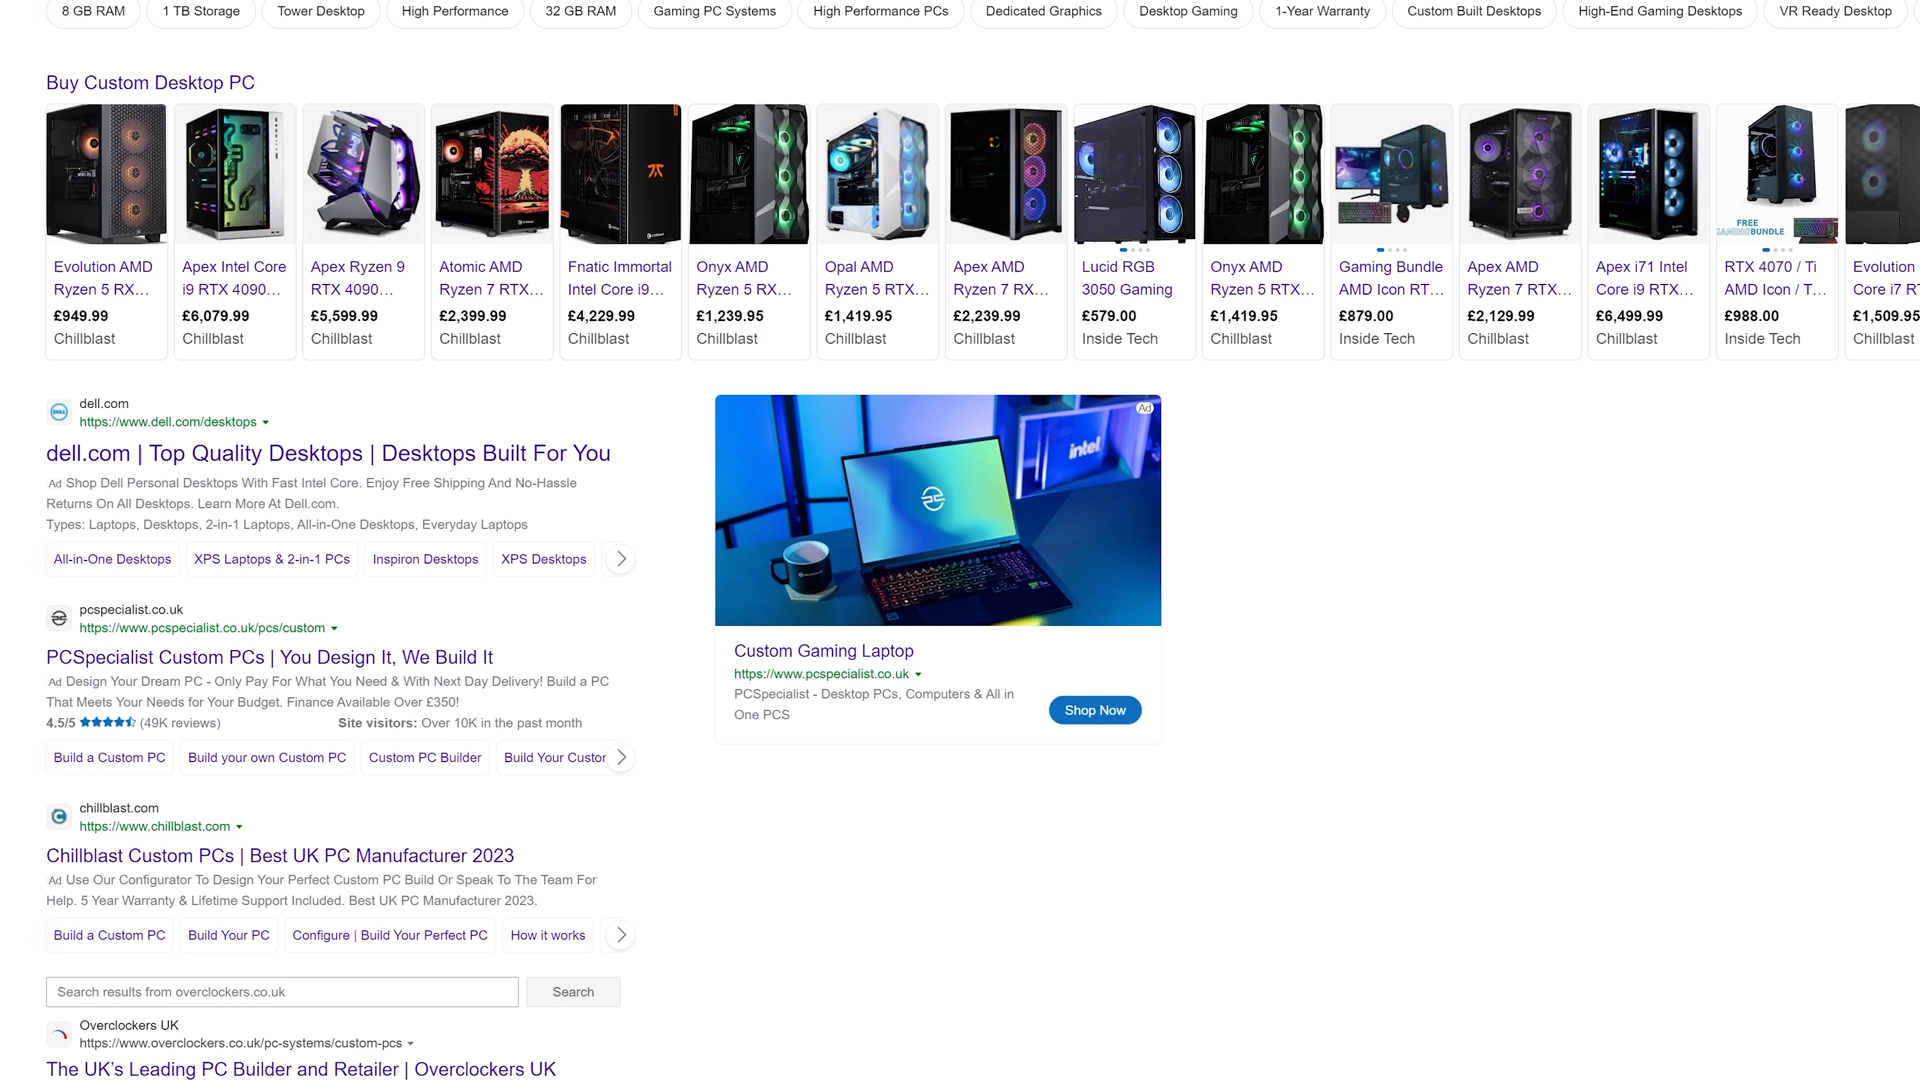 8 GB RAM
1 TB Storage
Tower Desktop
High Performance
32 GB RAM
Gaming PC Systems
High Performance PCs
Dedicated Graphics
Desktop Gaming
1-Year Warranty
Custom Built Desktops
High-End Gaming Desktops
VR Ready Desktop
Buy Custom Desktop PC
Evolution AMD
Ryzen 5 RX...
£949.99
Chillblast
Apex Intel Core
i9 RTX 4090...
£6,079.99
Chillblast
Apex Ryzen 9
RTX 4090...
£5,599.99
Chillblast
Atomic AMD
Ryzen 7 RTX...
£2,399.99
Chillblast
Fnatic Immortal
Intel Core i9...
£4,229.99
Chillblast
Onyx AMD
Ryzen 5 RX...
£1,239.95
Chillblast
Opal AMD
Ryzen 5 RTX...
£1,419.95
Chillblast
Apex AMD
Ryzen 7 RX...
£2,239.99
Chillblast
Lucid RGB
3050 Gaming
£579.00
Inside Tech
Onyx AMD
Ryzen 5 RTX...
£1,419.95
Chillblast
Gaming Bundle
AMD Icon RT...
£879.00
Inside Tech
Apex AMD
Ryzen 7 RTX...
£2,129.99
Chillblast
Apex i71 Intel
Core i9 RTX...
£6,499.99
Chillblast
FREE
GAMINGBUNDLE
RTX 4070 / Ti
AMD Icon / T...
£988.00
Inside Tech
Evolution
Core i7 RT
£1,509.95
Chillblast
DELL
dell.com
https://www.dell.com/desktops
dell.com | Top Quality Desktops | Desktops Built For You
Ad Shop Dell Personal Desktops With Fast Intel Core. Enjoy Free Shipping And No-Hassle
Returns On All Desktops. Learn More At Dell.com.
Types: Laptops, Desktops, 2-in-1 Laptops, All-in-One Desktops, Everyday Laptops
All-in-One Desktops
XPS Laptops & 2-in-1 PCs
Inspiron Desktops
XPS Desktops
pcspecialist.co.uk
https://www.pcspecialist.co.uk/pcs/custom
PCSpecialist Custom PCs | You Design It, We Build It
Ad Design Your Dream PC - Only Pay For What You Need & With Next Day Delivery! Build a PC
That Meets Your Needs for Your Budget. Finance Available Over £350!
4.5/5 (49K reviews)
Site visitors: Over 10K in the past month
Build a Custom PC
Build your own Custom PC
Custom PC Builder
Build Your Custor
chillblast.com
https://www.chillblast.com
Chillblast Custom PCs | Best UK PC Manufacturer 2023
Ad Use Our Configurator To Design Your Perfect Custom PC Build Or Speak To The Team For
Help. 5 Year Warranty & Lifetime Support Included. Best UK PC Manufacturer 2023.
Build a Custom PC
Build Your PC
Configure | Build Your Perfect PC
How it works
Search results from overclockers.co.uk
Search
Overclockers UK
https://www.overclockers.co.uk/pc-systems/custom-pcs
The UK's Leading PC Builder and Retailer | Overclockers UK
Ad
intel
Custom Gaming Laptop
https://www.pcspecialist.co.uk
PCSpecialist - Desktop PCs, Computers & All in
One PCS
Shop Now